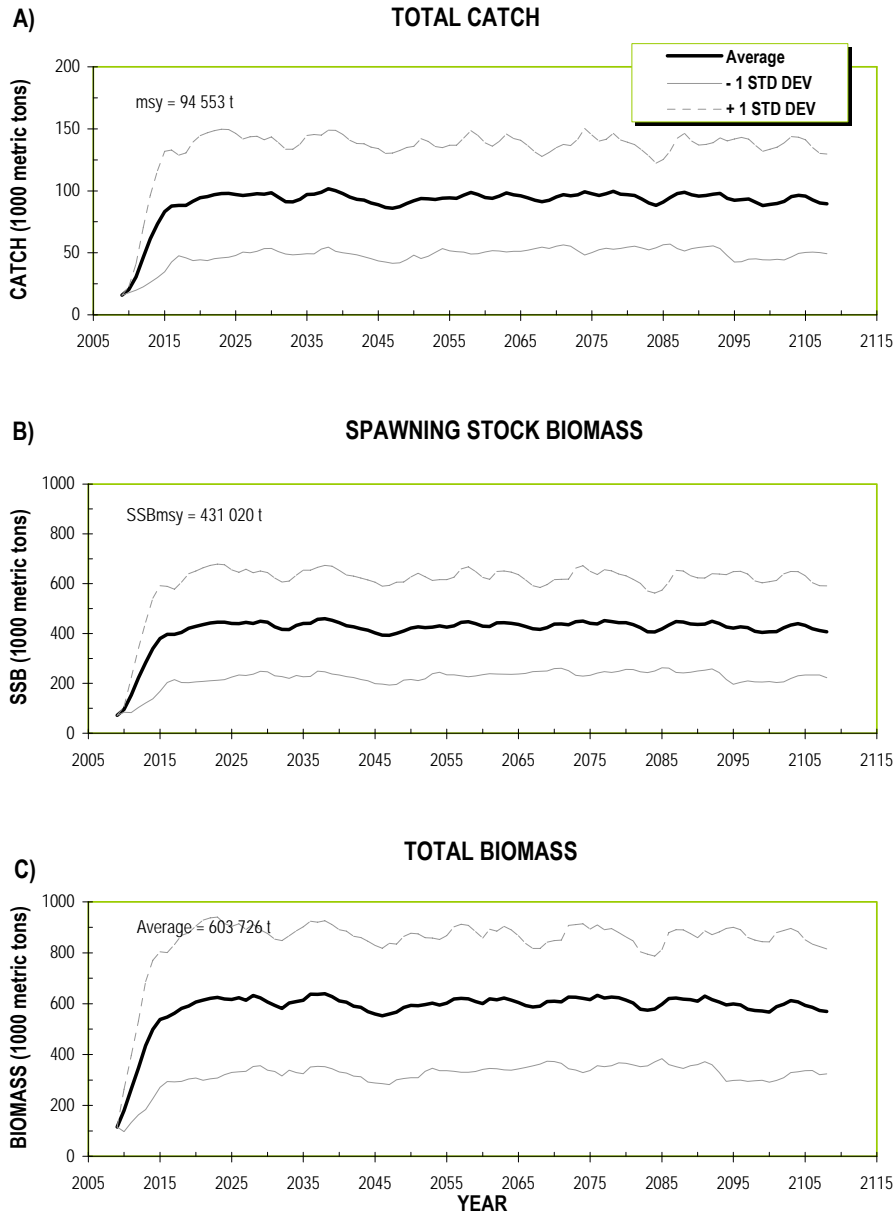 A)
TOTAL CATCH
Average
- 1 STD DEV
+ 1 STD DEV
msy = 94 553 t
CATCH (1000 metric tons)
200
150
100
50
0
2005 2015 2025 2035 2045 2055 2065 2075 2085 2095 2105 2115
B)
SPAWNING STOCK BIOMASS
SSBmsy = 431 020 t
SSB (1000 metric tons)
1000
800
600
400
200
0
2005 2015 2025 2035 2045 2055 2065 2075 2085 2095 2105 2115
C)
TOTAL BIOMASS
Average = 603 726 t
BIOMASS (1000 metric tons)
1000
800
600
400
200
0
2005 2015 2025 2035 2045 2055 2065 2075 2085 2095 2105 2115
YEAR